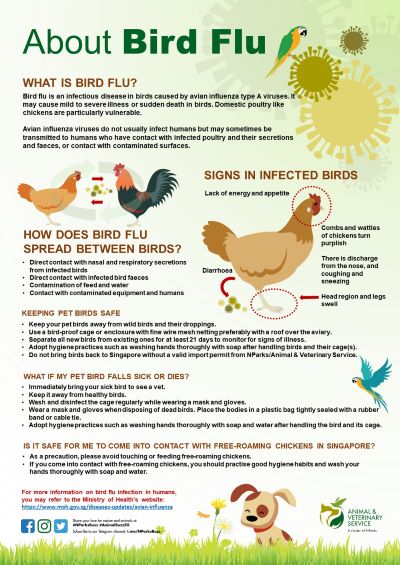 About Bird Flu
WHAT IS BIRD FLU?
Bird flu is an infectious disease in birds caused by avian influenza type A viruses. It
may cause mild to severe illness or sudden death in birds. Domestic poultry like
chickens are particularly vulnerable.
Avian influenza viruses do not usually infect humans but may sometimes be
transmitted to humans who have contact with infected poultry and their secretions
and faeces, or contact with contaminated surfaces.
SIGNS IN INFECTED BIRDS
Lack of energy and appetite
Combs and wattles
of chickens turn
purplish
There is discharge
from the nose, and
coughing and
sneezing
Diarrhoea
Head region and legs
swell
HOW DOES BIRD FLU
SPREAD BETWEEN BIRDS?
• Direct contact with nasal and respiratory secretions
from infected birds
• Direct contact with infected bird faeces
• Contamination of feed and water
• Contact with contaminated equipment and humans
KEEPING PET BIRDS SAFE
• Keep your pet birds away from wild birds and their droppings.
• Use a bird-proof cage or enclosure with fine wire mesh netting preferably with a roof over the aviary.
• Separate all new birds from existing ones for at least 21 days to monitor for signs of illness.
• Adopt hygiene practices such as washing hands thoroughly with soap after handling birds and their cage(s).
• Do not bring birds back to Singapore without a valid import permit from NParks/Animal & Veterinary Service.
WHAT IF MY PET BIRD FALLS SICK OR DIES?
• Immediately bring your sick bird to see a vet.
• Keep it away from healthy birds.
• Wash and disinfect the cage regularly while wearing a mask and gloves.
• Wear a mask and gloves when disposing of dead birds. Place the bodies in a plastic bag tightly sealed with a rubber
band or cable tie.
• Adopt hygiene practices such as washing hands thoroughly with soap and water after handling the bird and its cage.
IS IT SAFE FOR ME TO COME INTO CONTACT WITH FREE-ROAMING CHICKENS IN SINGAPORE?
• As a precaution, please avoid touching or feeding free-roaming chickens.
• If you come into contact with free-roaming chickens, you should practise good hygiene habits and wash your
hands thoroughly with soap and water.
For more information on bird flu infection in humans,
you may refer to the Ministry of Health's website:
https://www.moh.gov.sg/diseases-updates/avian-influenza
Share your love for nature and animals at
#NParksBuzz #AnimalBuzzSG
Subscribe to our Telegram channel: t.me/NParksBuzz
ANIMAL &
VETERINARY
SERVICE
A cluster of NParks